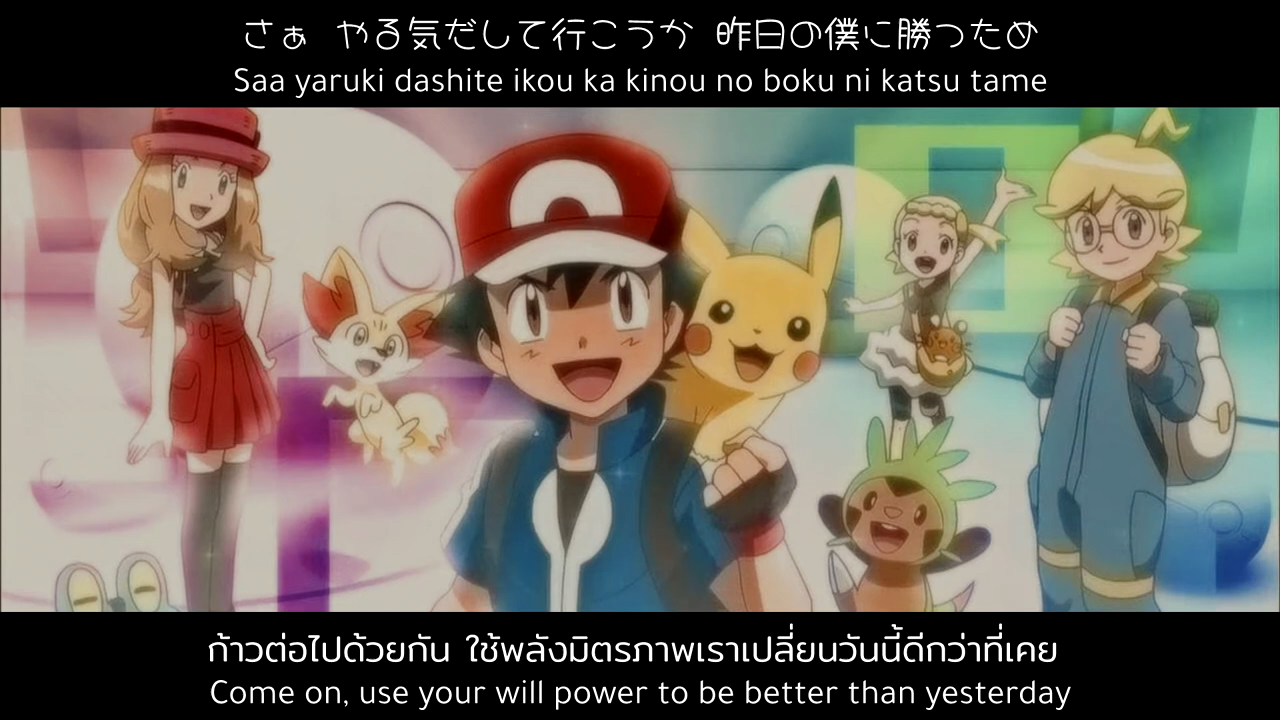 さぁ やる気だして行こうか 昨日の僕に勝つため
Saa yaruki dashite ikou ka kinou no boku ni katsu tame
ก้าวต่อไปด้วยกัน ใช้พลังมิตรภาพเราเปลี่ยนวันนี้ดีกว่าที่เคย
Come on, use your will power to be better than yesterday